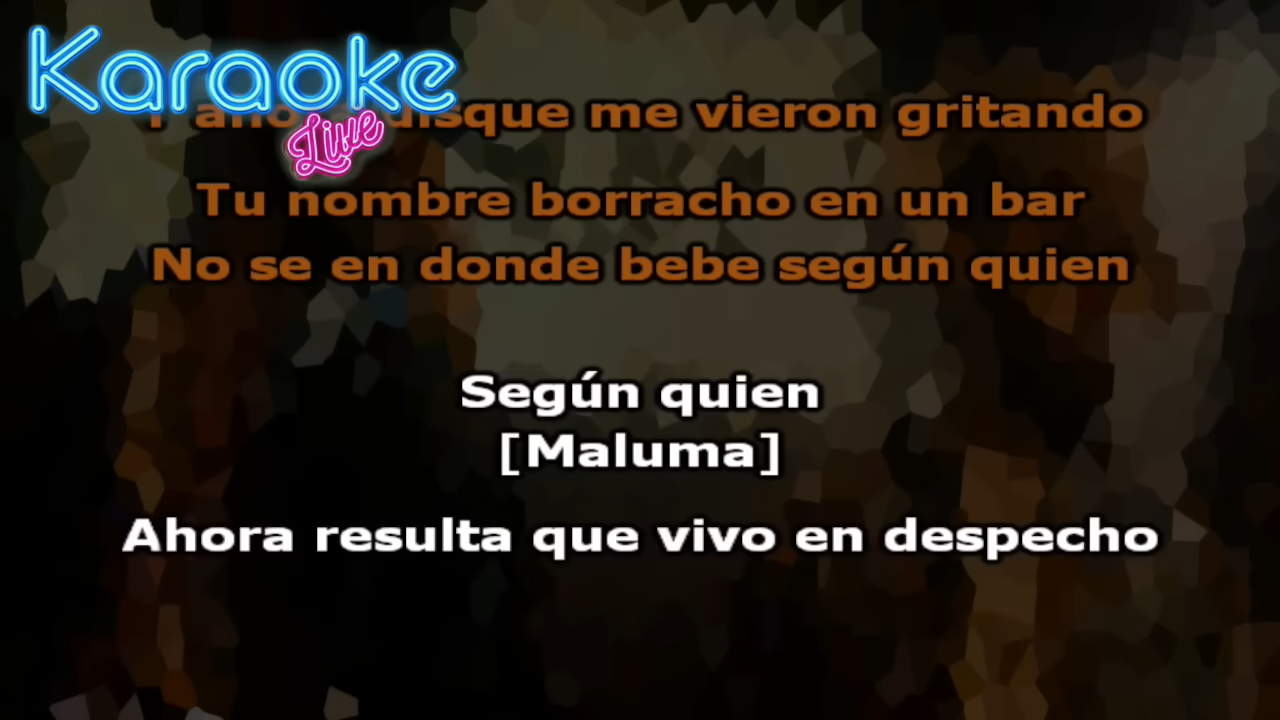 Karaoke
Live
me vieron gritando
Tu nombre borracho en un bar
No se en donde bebe según quien
Según quien
[Maluma]
Ahora resulta que vivo en despecho